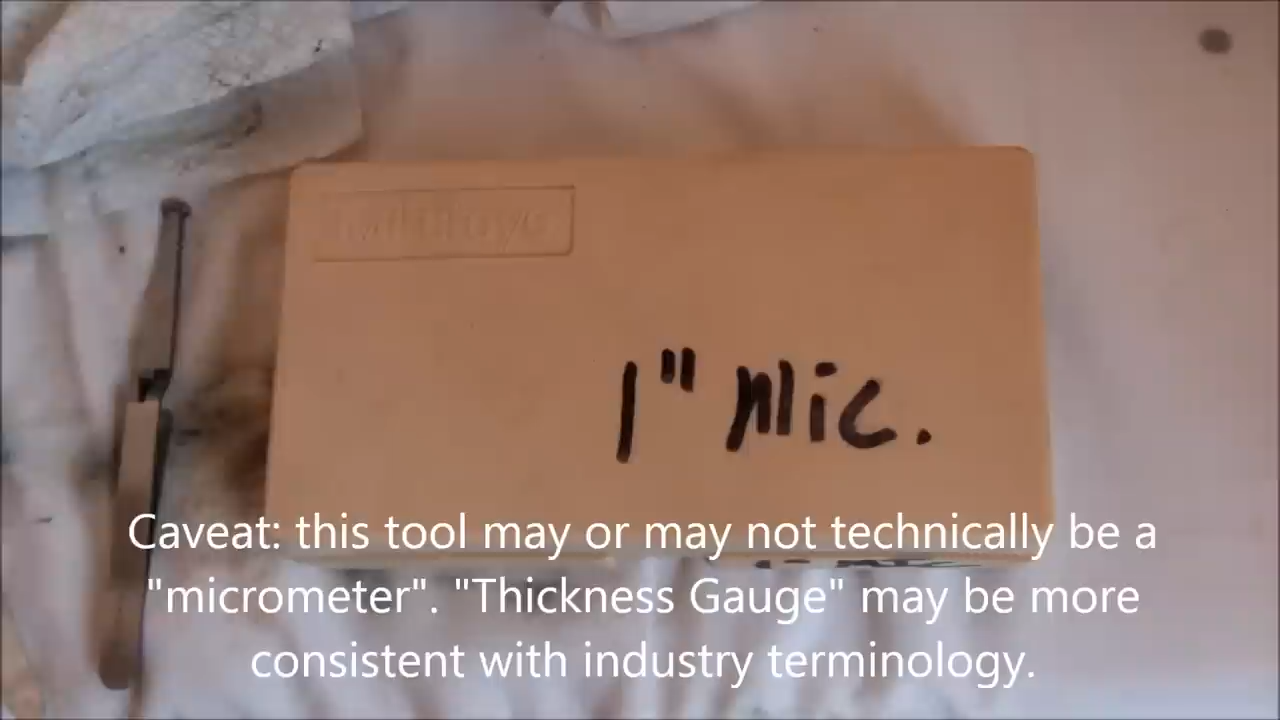 Mitutoyo
1" Mic.
Caveat: this tool may or may not technically be a
"micrometer". "Thickness Gauge" may be more
consistent with industry terminology.